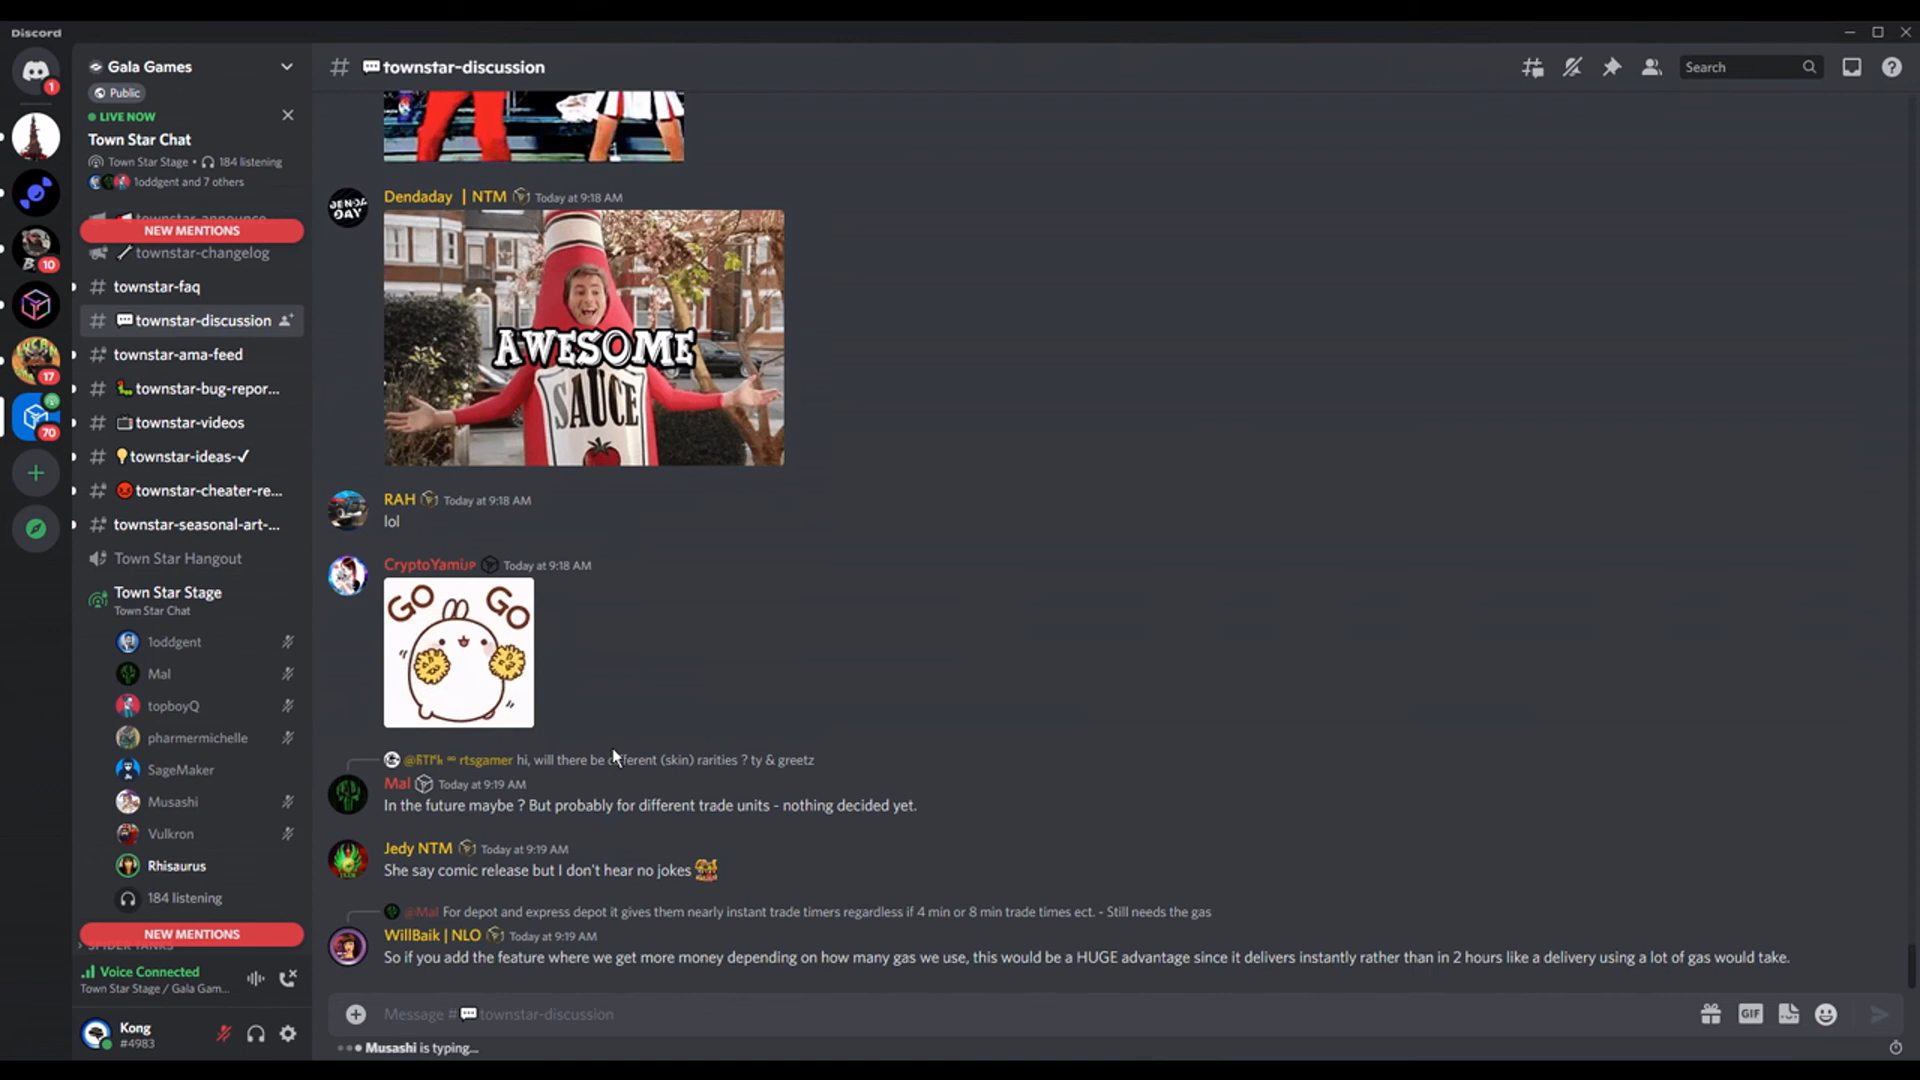 Discord
1
10
17
70
Gala Games
Public
LIVE NOW
Town Star Chat
Town Star Stage • 184 listening
1oddgent and 7 others
townstar-announce
NEW MENTIONS
townstar-changelog
# townstar-faq
# townstar-discussion
townstar-ama-feed
townstar-bug-repor...
townstar-videos
townstar-ideas-✓
townstar-cheater-re...
townstar-seasonal-art-...
Town Star Hangout
Town Star Stage
Town Star Chat
1oddgent
Mal
topboyQ
pharmermichelle
SageMaker
Musashi
Vulkron
Rhisaurus
184 listening
NEW MENTIONS
SPIDER TANKS
Voice Connected
Town Star Stage / Gala Gam...
Kong
#4983
# townstar-discussion
Search
Dendaday | NTM Today at 9:18 AM
AWESOME
SAUCE
RAH Today at 9:18 AM
lol
CryptoYamiᴜᴘ Today at 9:18 AM
GO GO
rtsgamer hi, will there be different (skin) rarities ? ty & greetz
Mal Today at 9:19 AM
In the future maybe ? But probably for different trade units - nothing decided yet.
Jedy NTM Today at 9:19 AM
She say comic release but I don't hear no jokes
@Mal For depot and express depot it gives them nearly instant trade timers regardless if 4 min or 8 min trade times ect. - Still needs the gas
WillBaik | NLO Today at 9:19 AM
So if you add the feature where we get more money depending on how many gas we use, this would be a HUGE advantage since it delivers instantly rather than in 2 hours like a delivery using a lot of gas would take.
Message # townstar-discussion
GIF
Musashi is typing...